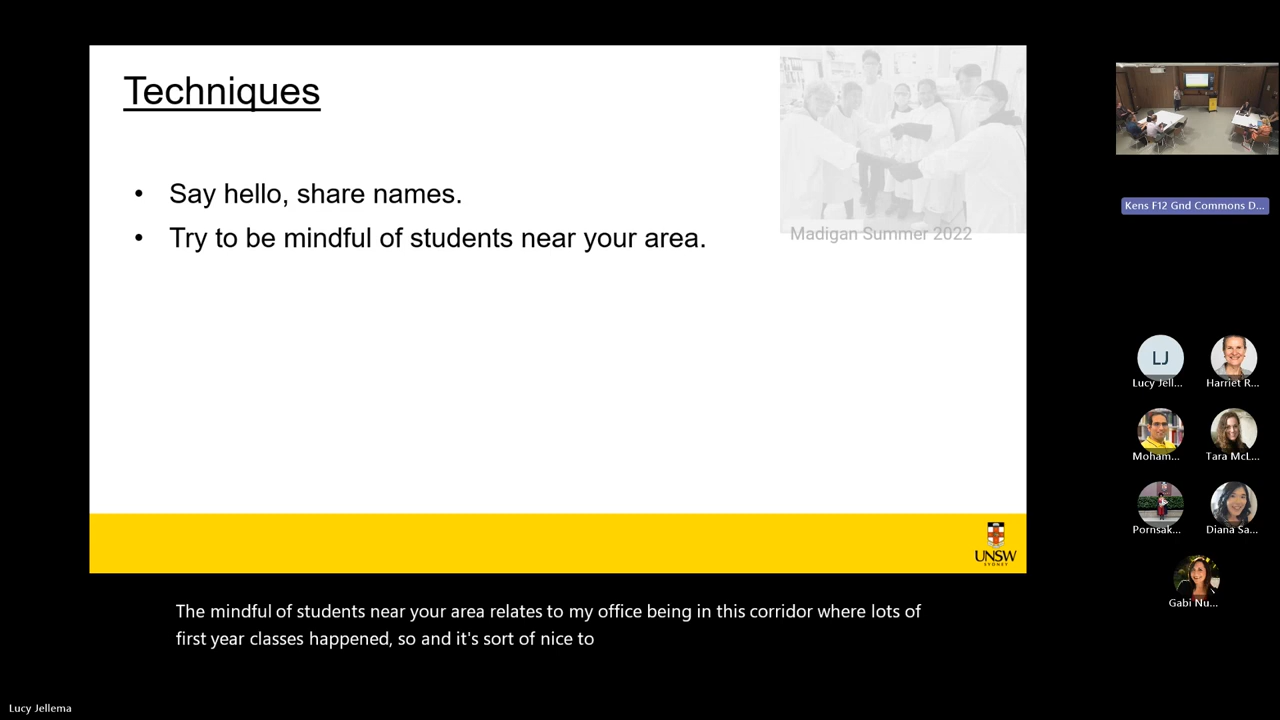 Techniques
• Say hello, share names.
• Try to be mindful of students near your area.
Madigan Summer 2022
UNSW
SYDNEY
The mindful of students near your area relates to my office being in this corridor where lots of
first year classes happened, so and it's sort of nice to
Lucy Jellema
Kens F12 Gnd Commons D...
LJ
Lucy Jell...
Harriet R...
Moham...
Tara McL...
Pornsak...
Diana Sa...
Gabi Nu...